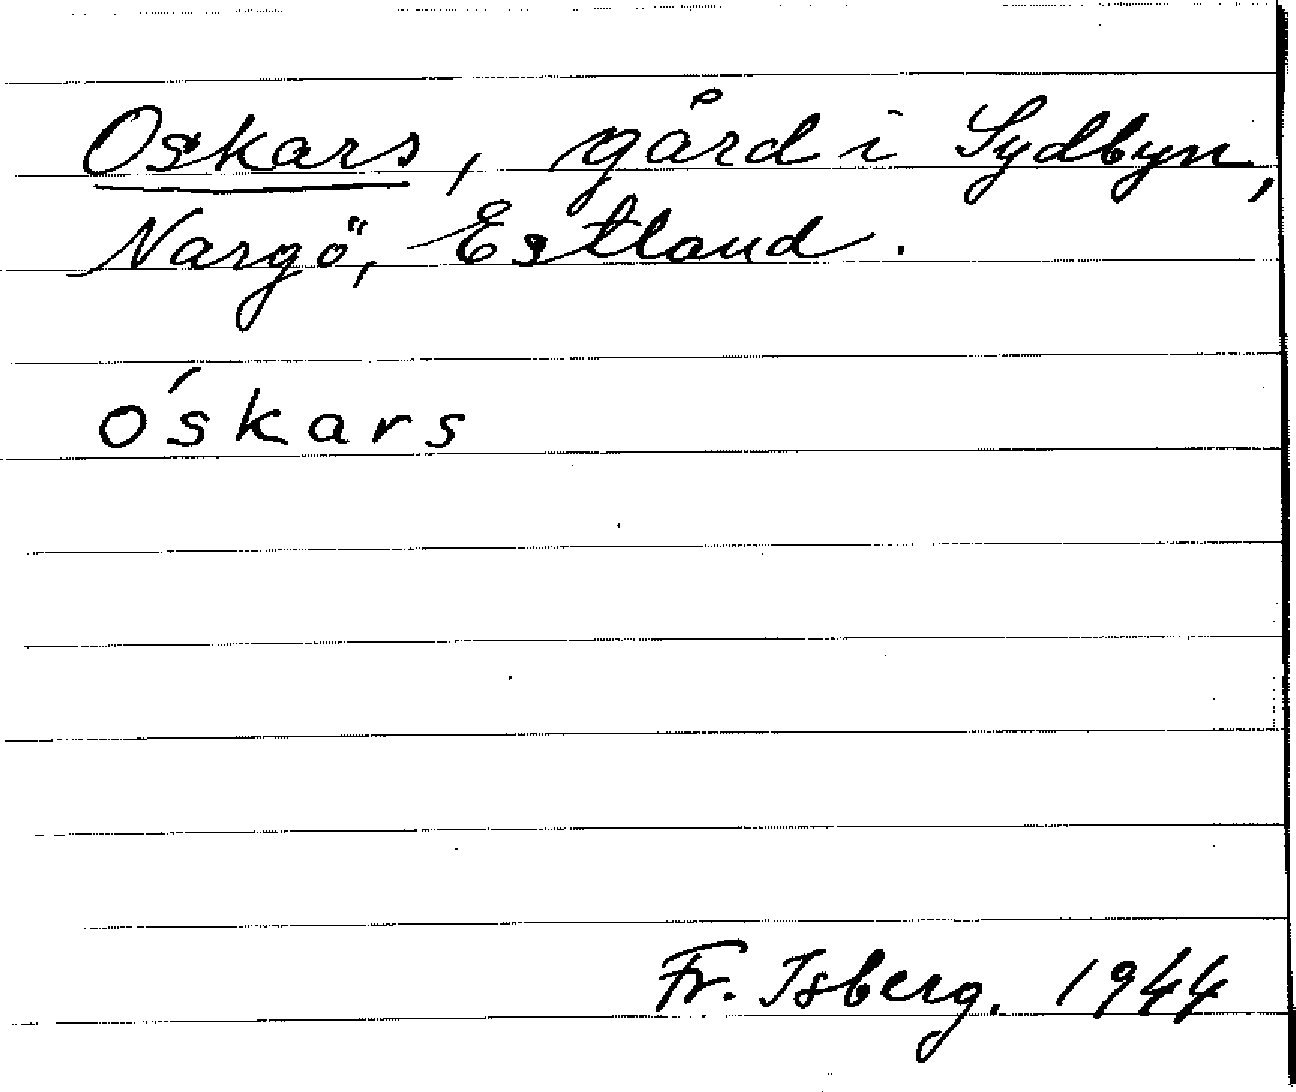 Oskars, gård i Sydbyn,
Nargö, Estland.
óskars
Fr. Isberg. 1944